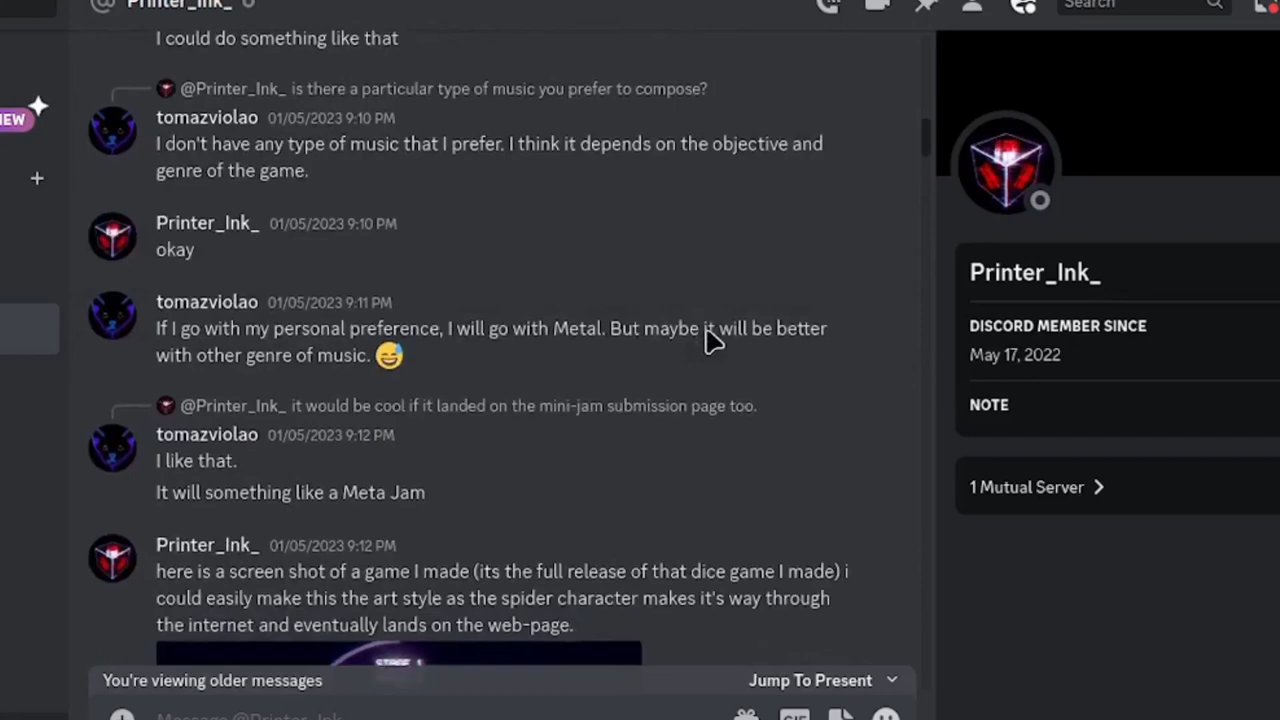 Printer_Ink_
Search
I could do something like that
NEW
@Printer_Ink_ is there a particular type of music you prefer to compose?
tomazviolao 01/05/2023 9:10 PM
I don't have any type of music that I prefer. I think it depends on the objective and
genre of the game.
Printer_Ink_ 01/05/2023 9:10 PM
okay
tomazviolao 01/05/2023 9:11 PM
If I go with my personal preference, I will go with Metal. But maybe it will be better
with other genre of music.
@Printer_Ink_ it would be cool if it landed on the mini-jam submission page too.
tomazviolao 01/05/2023 9:12 PM
I like that.
It will something like a Meta Jam
Printer_Ink_ 01/05/2023 9:12 PM
here is a screen shot of a game I made (its the full release of that dice game I made) i
could easily make this the art style as the spider character makes it's way through
the internet and eventually lands on the web-page.
STAGE 1
You're viewing older messages
Jump To Present
Message @Printer_Ink_
GIF
Printer_Ink_
DISCORD MEMBER SINCE
May 17, 2022
NOTE
1 Mutual Server